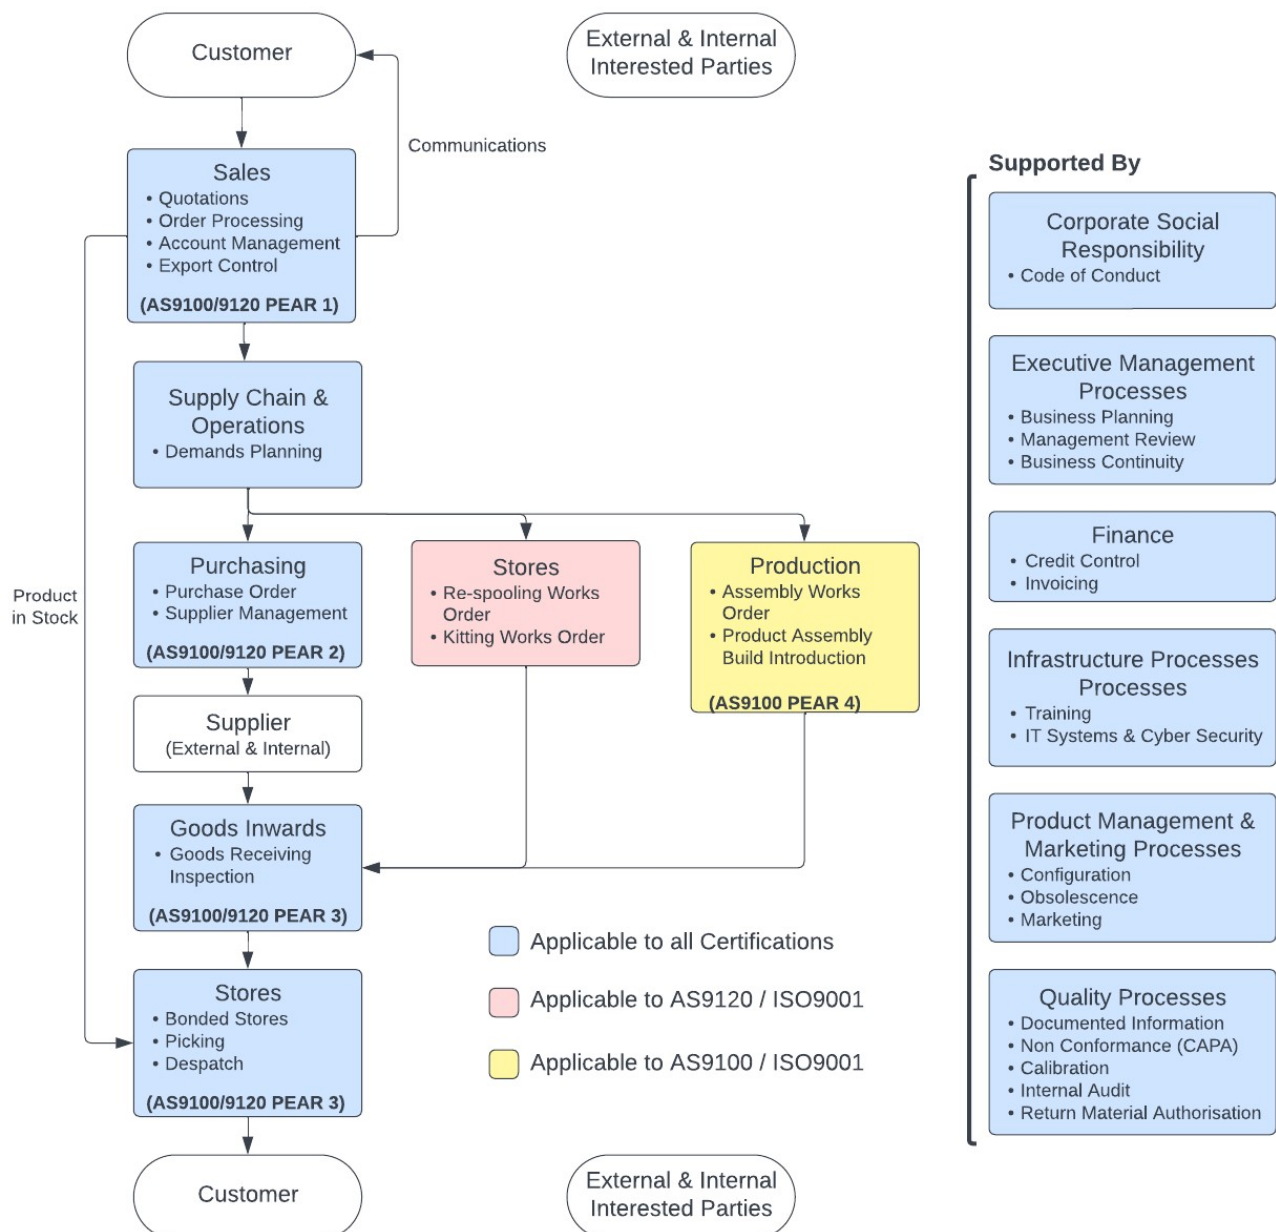 Customer
External & Internal
Interested Parties
Communications
Sales
• Quotations
• Order Processing
• Account Management
• Export Control
(AS9100/9120 PEAR 1)
Supply Chain &
Operations
• Demands Planning
Product
in Stock
Purchasing
• Purchase Order
• Supplier Management
(AS9100/9120 PEAR 2)
Stores
• Re-spooling Works
Order
• Kitting Works Order
Production
• Assembly Works
Order
• Product Assembly
Build Introduction
(AS9100 PEAR 4)
Supplier
(External & Internal)
Goods Inwards
• Goods Receiving
Inspection
(AS9100/9120 PEAR 3)
Stores
• Bonded Stores
• Picking
• Despatch
(AS9100/9120 PEAR 3)
Applicable to all Certifications
Applicable to AS9120 / ISO9001
Applicable to AS9100 / ISO9001
Customer
External & Internal
Interested Parties
Supported By
Corporate Social
Responsibility
• Code of Conduct
Executive Management
Processes
• Business Planning
• Management Review
• Business Continuity
Finance
• Credit Control
• Invoicing
Infrastructure Processes
Processes
• Training
• IT Systems & Cyber Security
Product Management &
Marketing Processes
• Configuration
• Obsolescence
• Marketing
Quality Processes
• Documented Information
• Non Conformance (CAPA)
• Calibration
• Internal Audit
• Return Material Authorisation